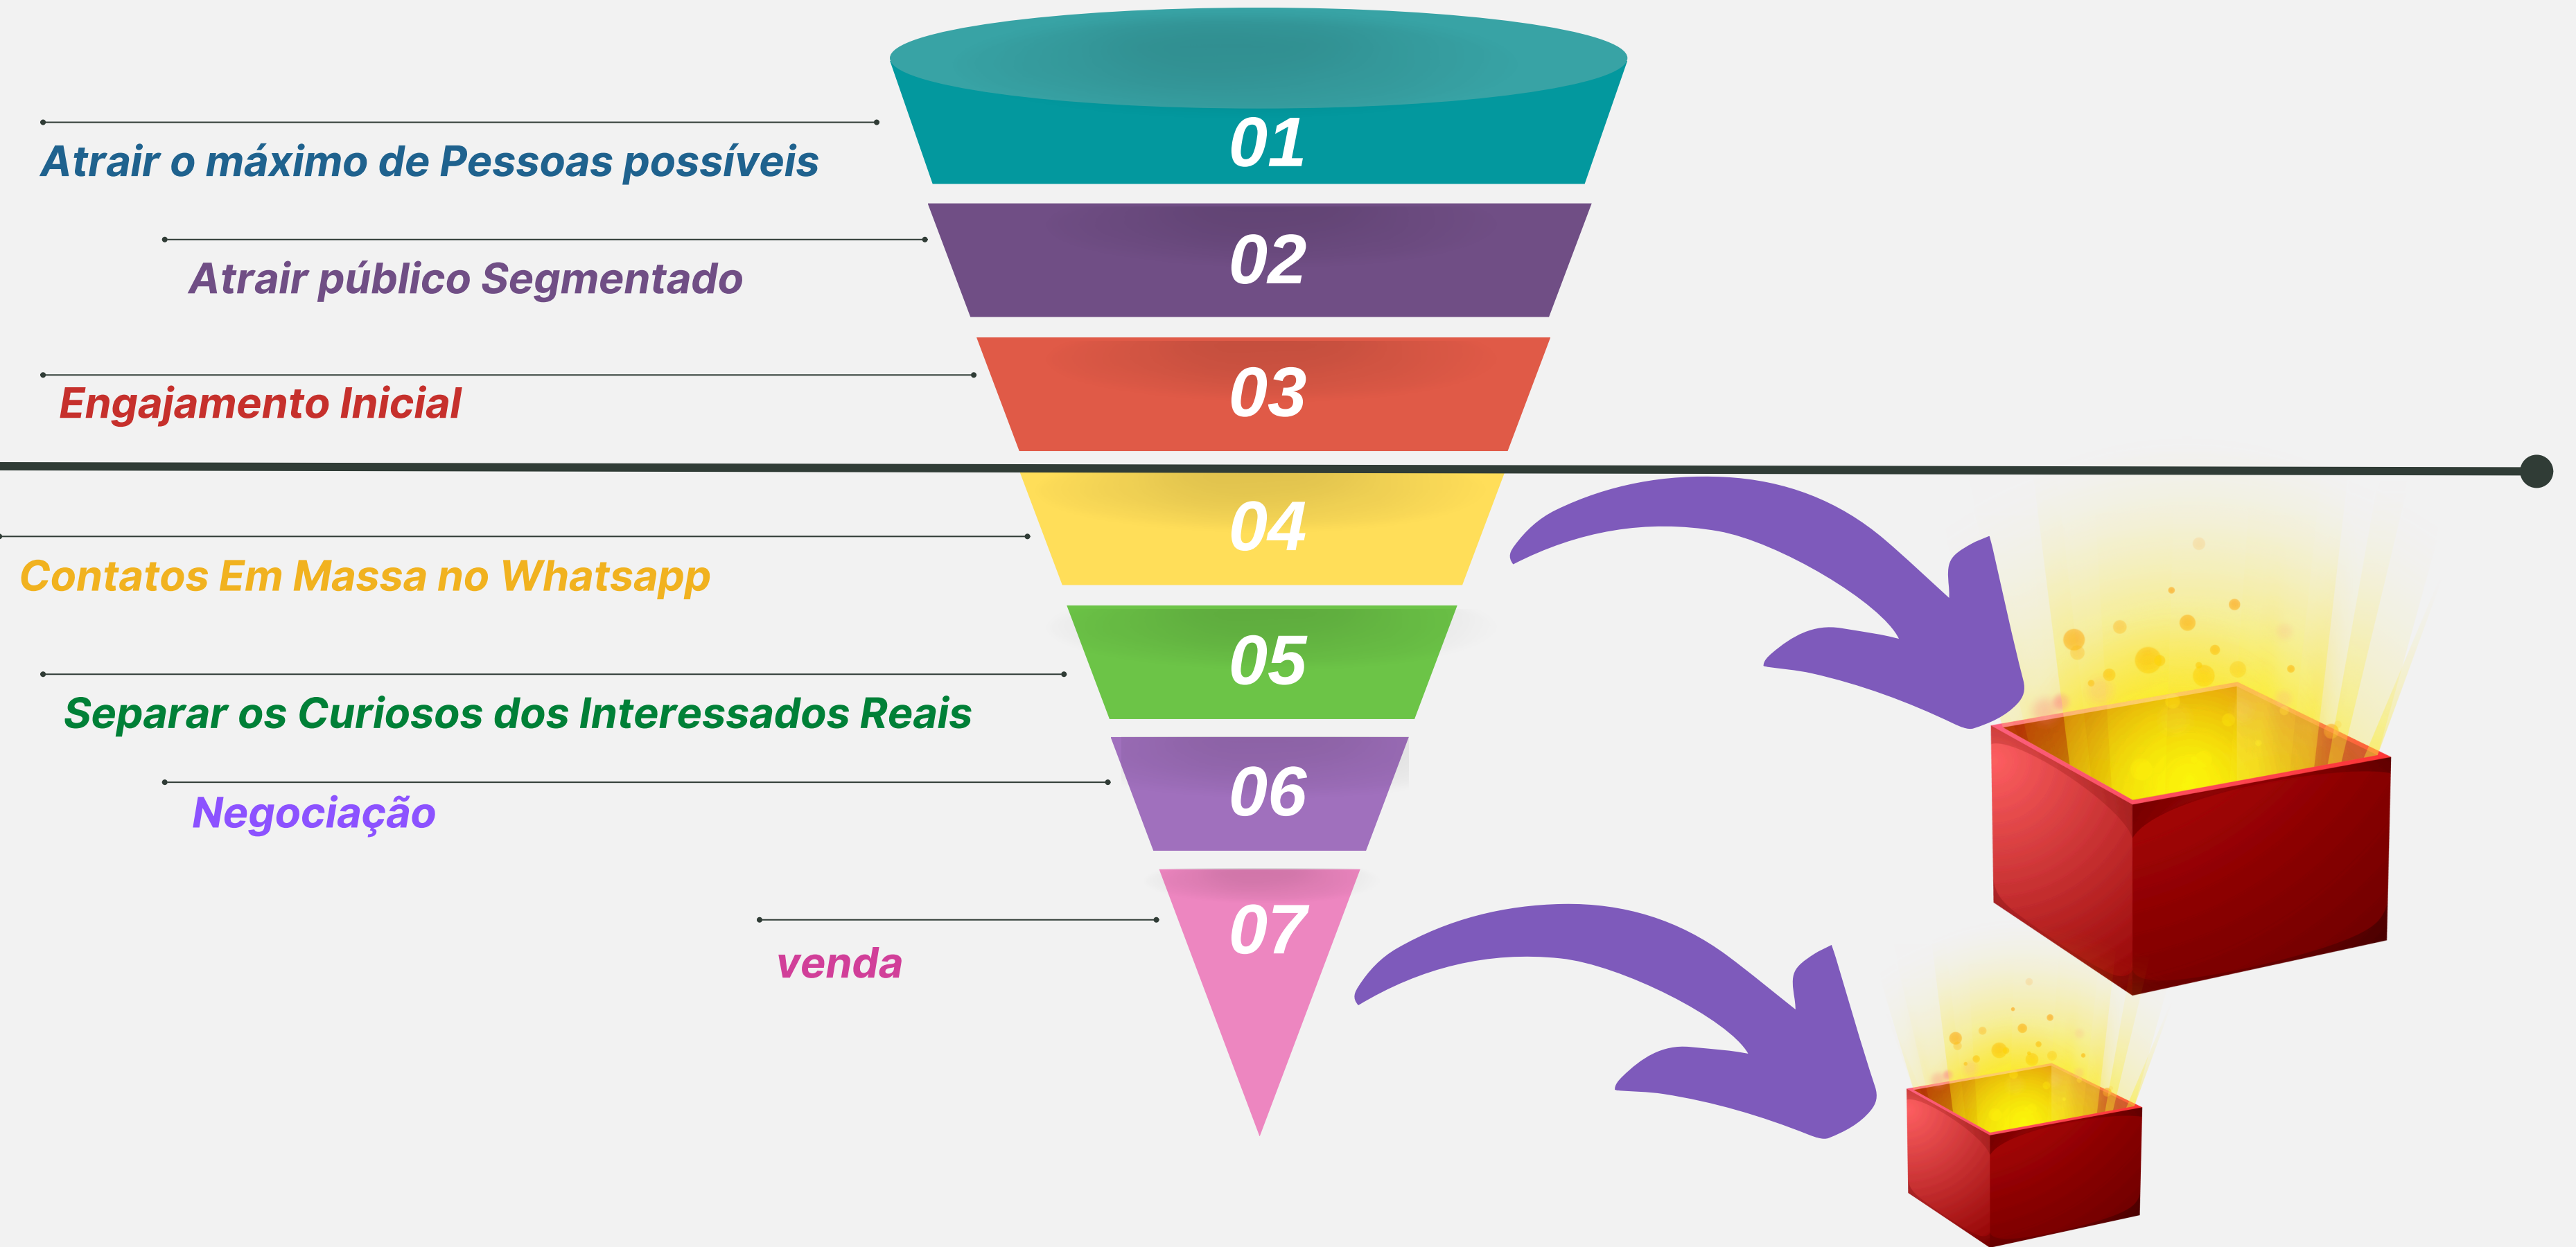 01
Atrair o máximo de Pessoas possíveis
02
Atrair público Segmentado
03
Engajamento Inicial
04
Contatos Em Massa no Whatsapp
05
Separar os Curiosos dos Interessados Reais
06
Negociação
07
venda